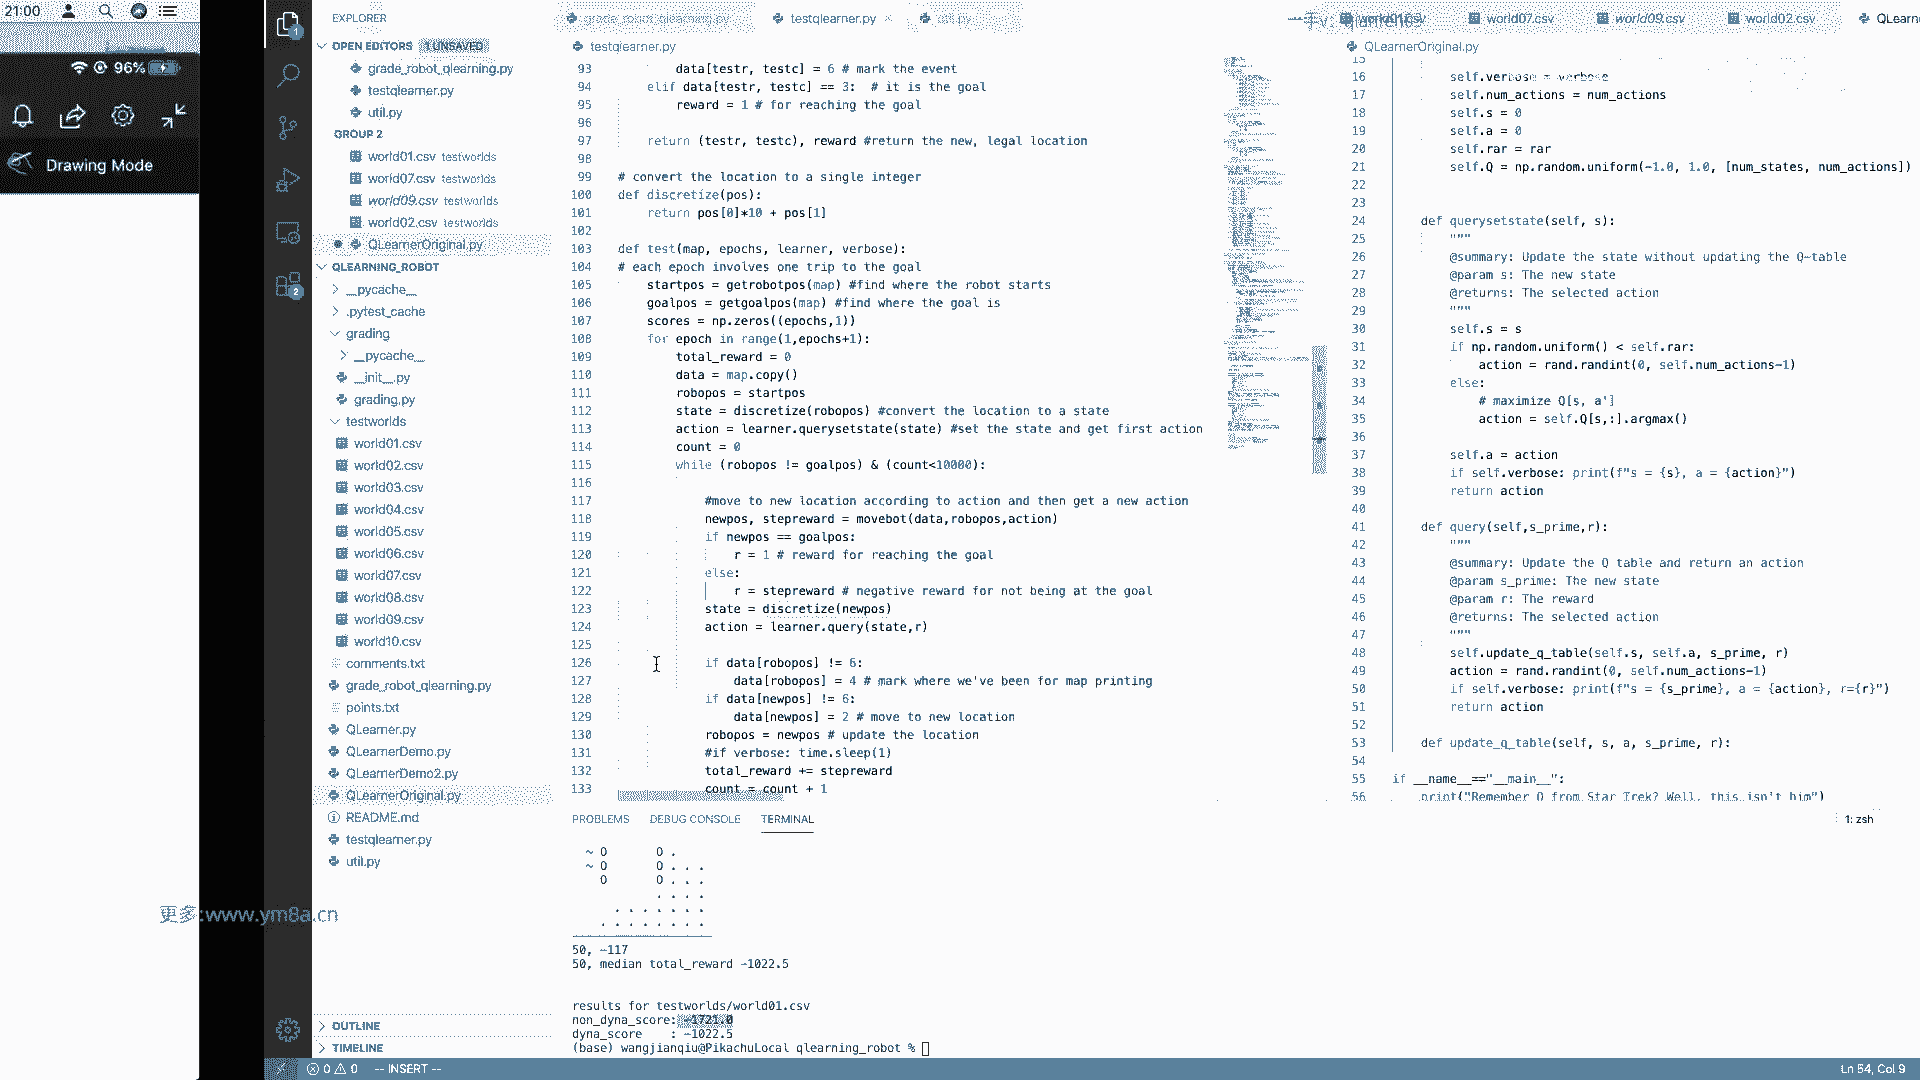 21:00
96%
Drawing Mode
更多:www.ym8a.cn
EXPLORER
OPEN EDITORS 1 UNSAVED
grade_robot_qlearning.py
testqlearner.py
util.py
GROUP 2
world01.csv testworlds
world07.csv testworlds
world09.csv testworlds
world02.csv testworlds
QLearnerOriginal.py
QLEARNING_ROBOT
__pycache__
.pytest_cache
grading
__pycache__
__init__.py
grading.py
testworlds
world01.csv
world02.csv
world03.csv
world04.csv
world05.csv
world06.csv
world07.csv
world08.csv
world09.csv
world10.csv
comments.txt
grade_robot_qlearning.py
points.txt
QLearner.py
QLearnerDemo.py
QLearnerDemo2.py
QLearnerOriginal.py
README.md
testqlearner.py
util.py
OUTLINE
TIMELINE
grade_robot_qlearning.py testqlearner.py util.py
testqlearner.py
93 data[testr, testc] = 6 # mark the event
94 elif data[testr, testc] == 3: # it is the goal
95 reward = 1 # for reaching the goal
96
97 return (testr, testc), reward #return the new, legal location
98
99 # convert the location to a single integer
100 def discretize(pos):
101 return pos[0]*10 + pos[1]
102
103 def test(map, epochs, learner, verbose):
104 # each epoch involves one trip to the goal
105 startpos = getrobotpos(map) #find where the robot starts
106 goalpos = getgoalpos(map) #find where the goal is
107 scores = np.zeros((epochs,1))
108 for epoch in range(1,epochs+1):
109 total_reward = 0
110 data = map.copy()
111 robopos = startpos
112 state = discretize(robopos) #convert the location to a state
113 action = learner.querysetstate(state) #set the state and get first action
114 count = 0
115 while (robopos != goalpos) & (count<10000):
116
117 #move to new location according to action and then get a new action
118 newpos, stepreward = movebot(data,robopos,action)
119 if newpos == goalpos:
120 r = 1 # reward for reaching the goal
121 else:
122 r = stepreward # negative reward for not being at the goal
123 state = discretize(newpos)
124 action = learner.query(state,r)
125
126 if data[robopos] != 6:
127 data[robopos] = 4 # mark where we've been for map printing
128 if data[newpos] != 6:
129 data[newpos] = 2 # move to new location
130 robopos = newpos # update the location
131 #if verbose: time.sleep(1)
132 total_reward += stepreward
133 count = count + 1
world01.csv world07.csv world09.csv world02.csv QLearn
QLearnerOriginal.py
15
16 self.verbose = verbose
17 self.num_actions = num_actions
18 self.s = 0
19 self.a = 0
20 self.rar = rar
21 self.Q = np.random.uniform(-1.0, 1.0, [num_states, num_actions])
22
23
24 def querysetstate(self, s):
25 """
26 @summary: Update the state without updating the Q-table
27 @param s: The new state
28 @returns: The selected action
29 """
30 self.s = s
31 if np.random.uniform() < self.rar:
32 action = rand.randint(0, self.num_actions-1)
33 else:
34 # maximize Q[s, a']
35 action = self.Q[s,:].argmax()
36
37 self.a = action
38 if self.verbose: print(f"s = {s}, a = {action}")
39 return action
40
41 def query(self,s_prime,r):
42 """
43 @summary: Update the Q table and return an action
44 @param s_prime: The new state
45 @param r: The reward
46 @returns: The selected action
47 """
48 self.update_q_table(self.s, self.a, s_prime, r)
49 action = rand.randint(0, self.num_actions-1)
50 if self.verbose: print(f"s = {s_prime}, a = {action}, r={r}")
51 return action
52
53 def update_q_table(self, s, a, s_prime, r):
54
55 if __name__=="__main__":
56 print("Remember Q from Star Trek? Well, this isn't him")
PROBLEMS DEBUG CONSOLE TERMINAL
1: zsh
~ O O .
~ O O . . .
O O . . .
. . . .
. . . . . . .
. . . . . . . .
50, -117
50, median total_reward -1022.5
results for testworlds/world01.csv
non_dyna_score: -1721.0
dyna_score : -1022.5
(base) wangjianqiu@PikachuLocal qlearning_robot %
0 0 -- INSERT --
Ln 54, Col 9